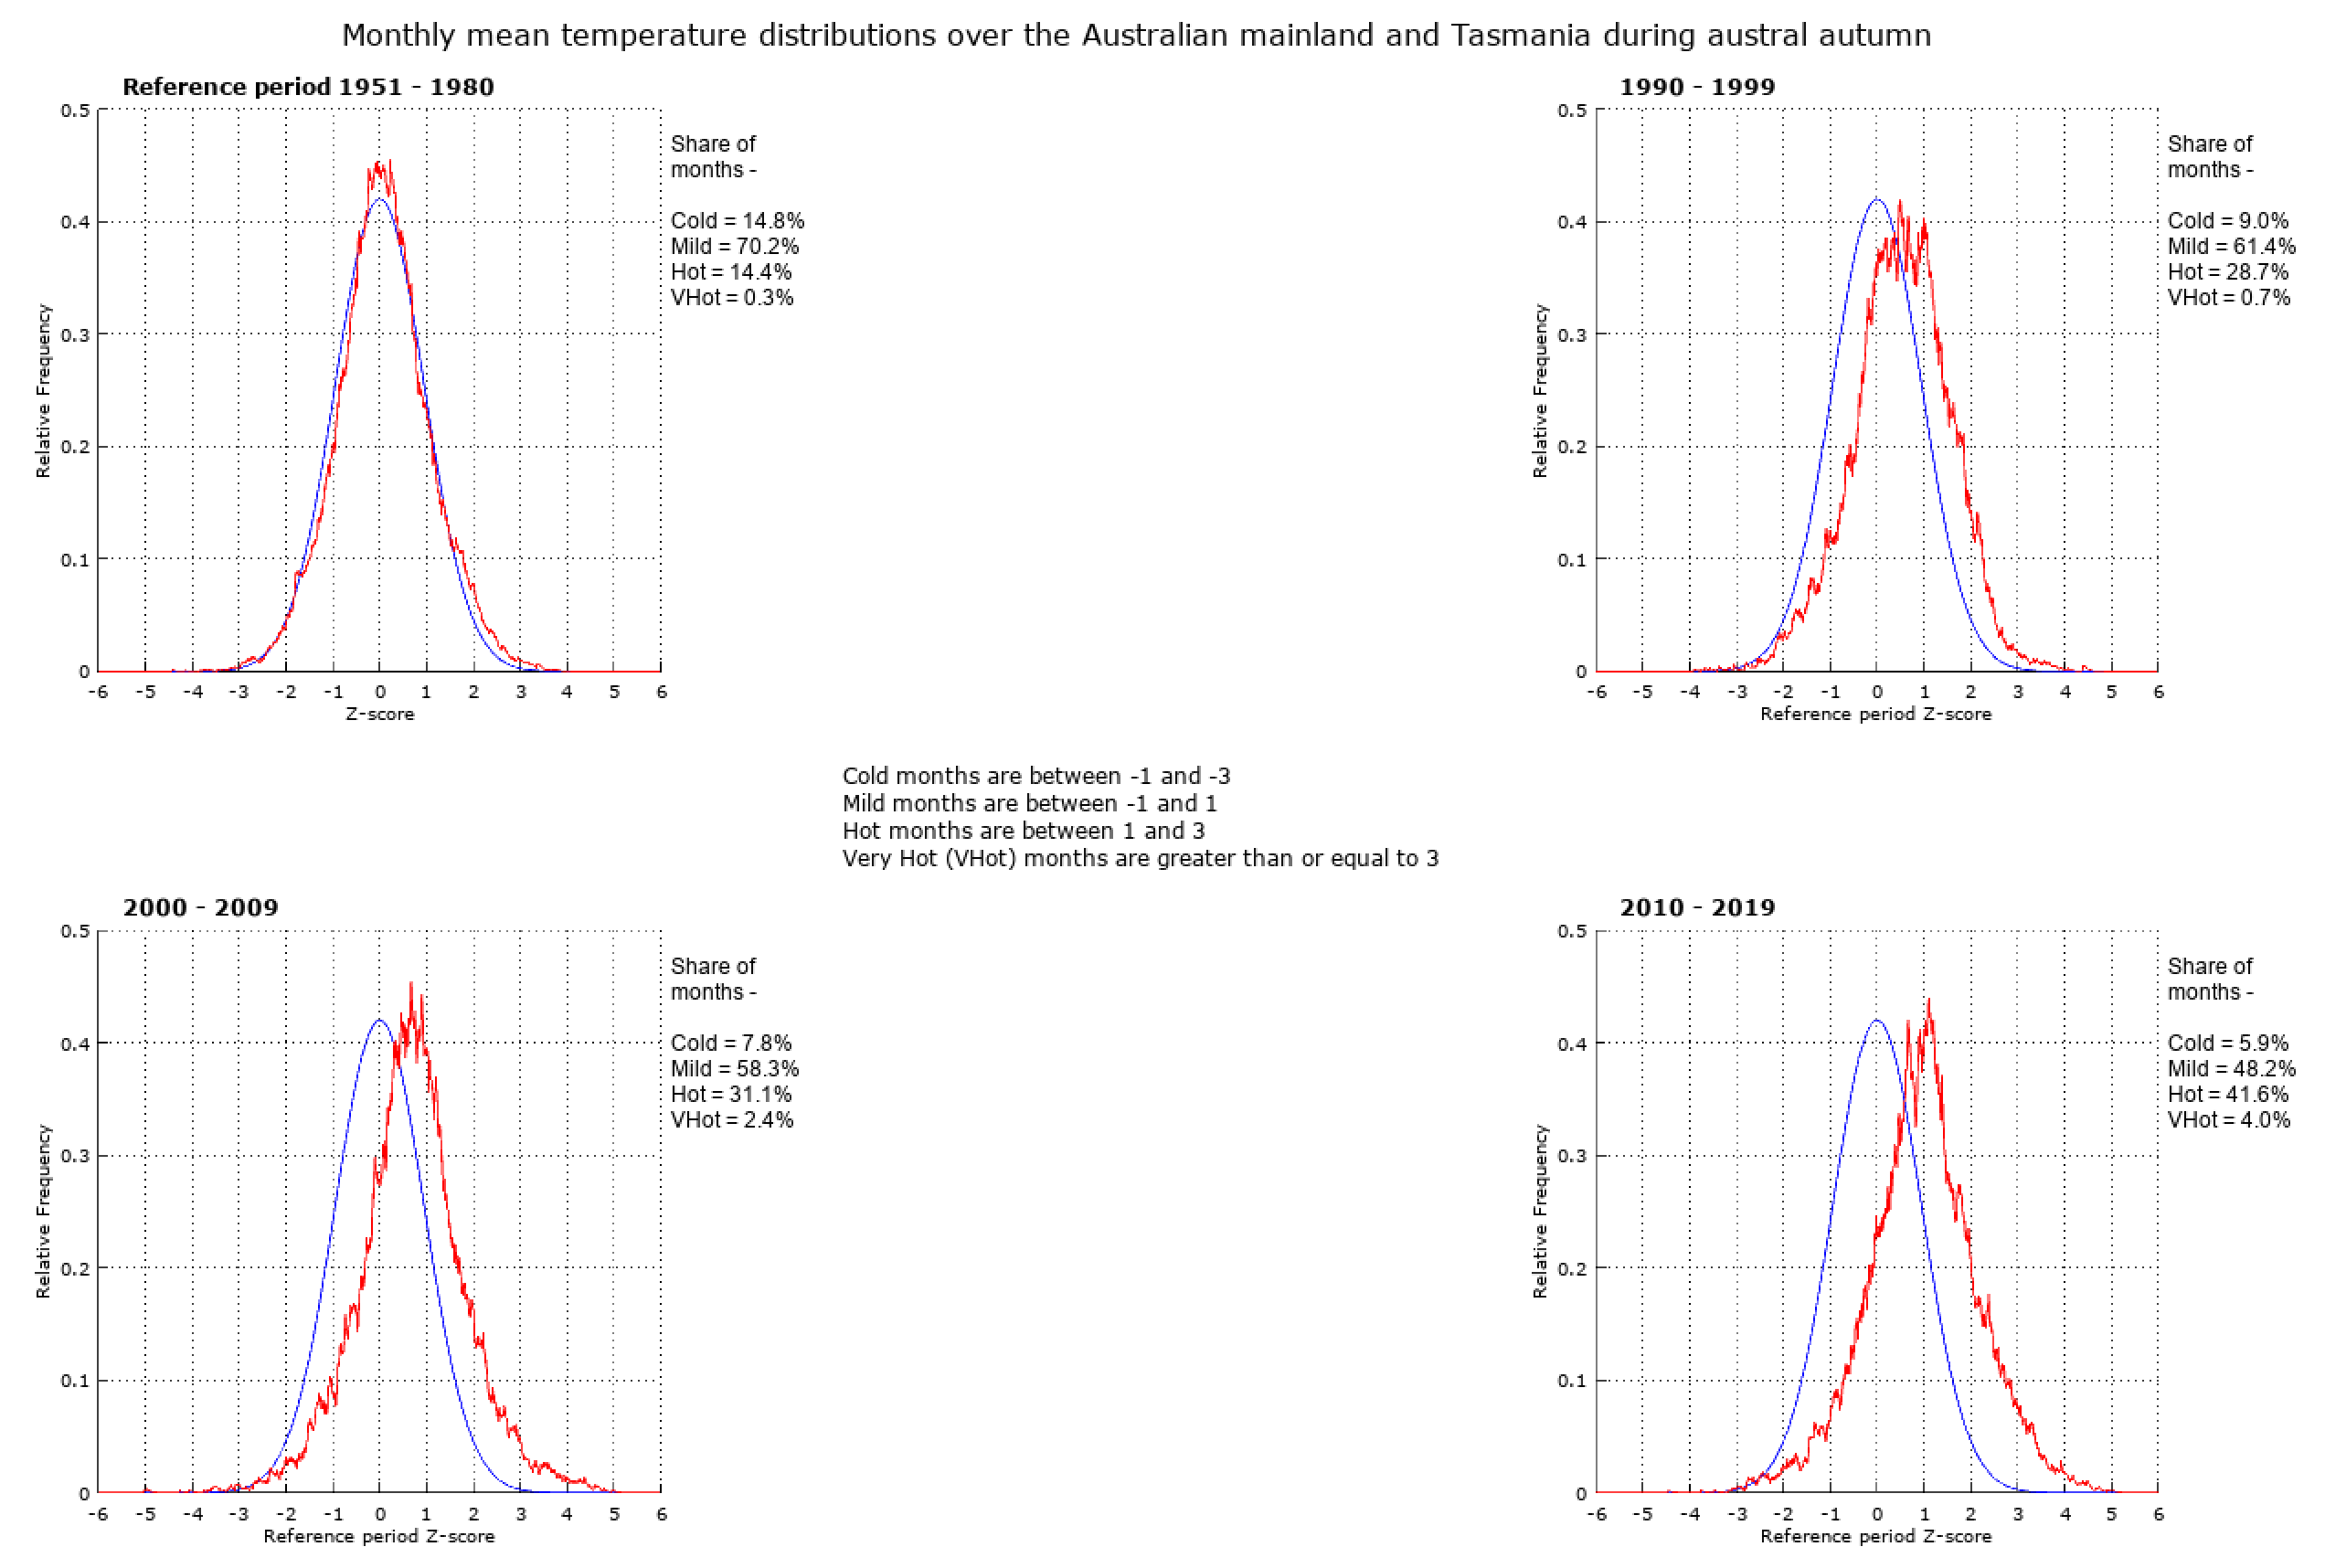 Monthly mean temperature distributions over the Australian mainland and Tasmania during austral autumn
Reference period 1951 - 1980
0.5
0.4
0.3
0.2
0.1
0
Relative Frequency
-6 -5 -4 -3 -2 -1 0 1 2 3 4 5 6
Z-score
Share of
months -
Cold = 14.8%
Mild = 70.2%
Hot = 14.4%
VHot = 0.3%
1990 - 1999
0.5
0.4
0.3
0.2
0.1
0
Relative Frequency
-6 -5 -4 -3 -2 -1 0 1 2 3 4 5 6
Reference period Z-score
Share of
months -
Cold = 9.0%
Mild = 61.4%
Hot = 28.7%
VHot = 0.7%
Cold months are between -1 and -3
Mild months are between -1 and 1
Hot months are between 1 and 3
Very Hot (VHot) months are greater than or equal to 3
2000 - 2009
0.5
0.4
0.3
0.2
0.1
0
Relative Frequency
-6 -5 -4 -3 -2 -1 0 1 2 3 4 5 6
Reference period Z-score
Share of
months -
Cold = 7.8%
Mild = 58.3%
Hot = 31.1%
VHot = 2.4%
2010 - 2019
0.5
0.4
0.3
0.2
0.1
0
Relative Frequency
-6 -5 -4 -3 -2 -1 0 1 2 3 4 5 6
Reference period Z-score
Share of
months -
Cold = 5.9%
Mild = 48.2%
Hot = 41.6%
VHot = 4.0%